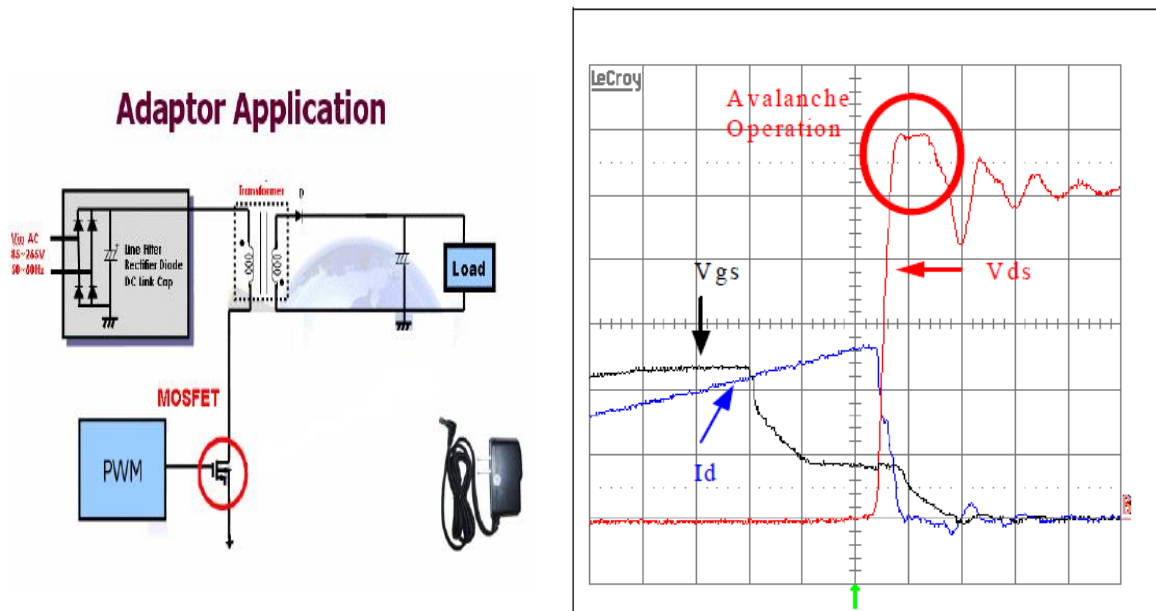 Adaptor Application
Transformer
D
Vin AC
85~265V
50~60Hz
Line Filter
Rectifier Diode
DC Link Cap
Load
MOSFET
PWM
LeCroy
Avalanche
Operation
Vgs
Vds
Id